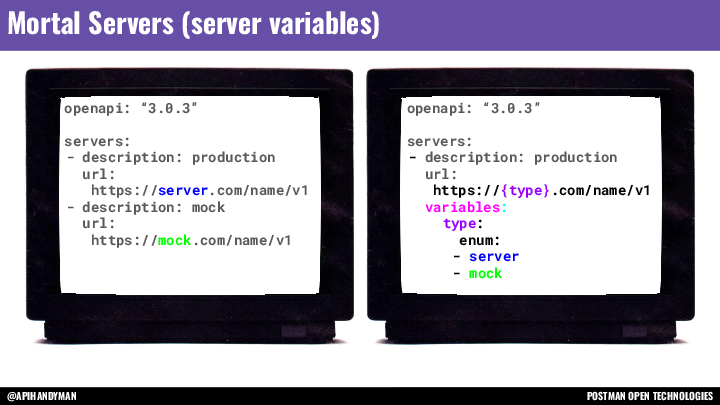 Mortal Servers (server variables)
openapi: “3.0.3”
servers:
- description: production
url:
https://server.com/name/v1
- description: mock
url:
https://mock.com/name/v1
openapi: “3.0.3”
servers:
- description: production
url:
https://{type}.com/name/v1
variables:
type:
enum:
- server
- mock
@APIHANDYMAN
POSTMAN OPEN TECHNOLOGIES